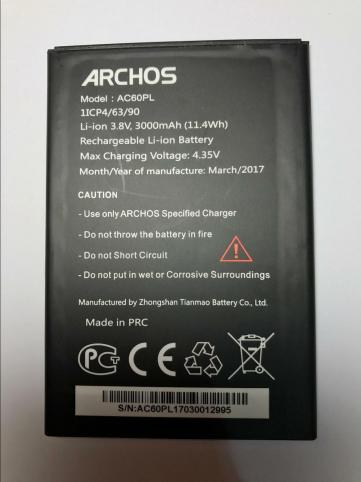 ARCHOS
Model : AC60PL
1ICP4/63/90
Li-ion 3.8V, 3000mAh (11.4Wh)
Rechargeable Li-ion Battery
Max Charging Voltage: 4.35V
Month/Year of manufacture: March/2017
CAUTION
- Use only ARCHOS Specified Charger
- Do not throw the battery in fire
- Do not Short Circuit
- Do not put in wet or Corrosive Surroundings
Manufactured by Zhongshan Tianmao Battery Co., Ltd.
Made in PRC
S/N:AC60PL17030012995